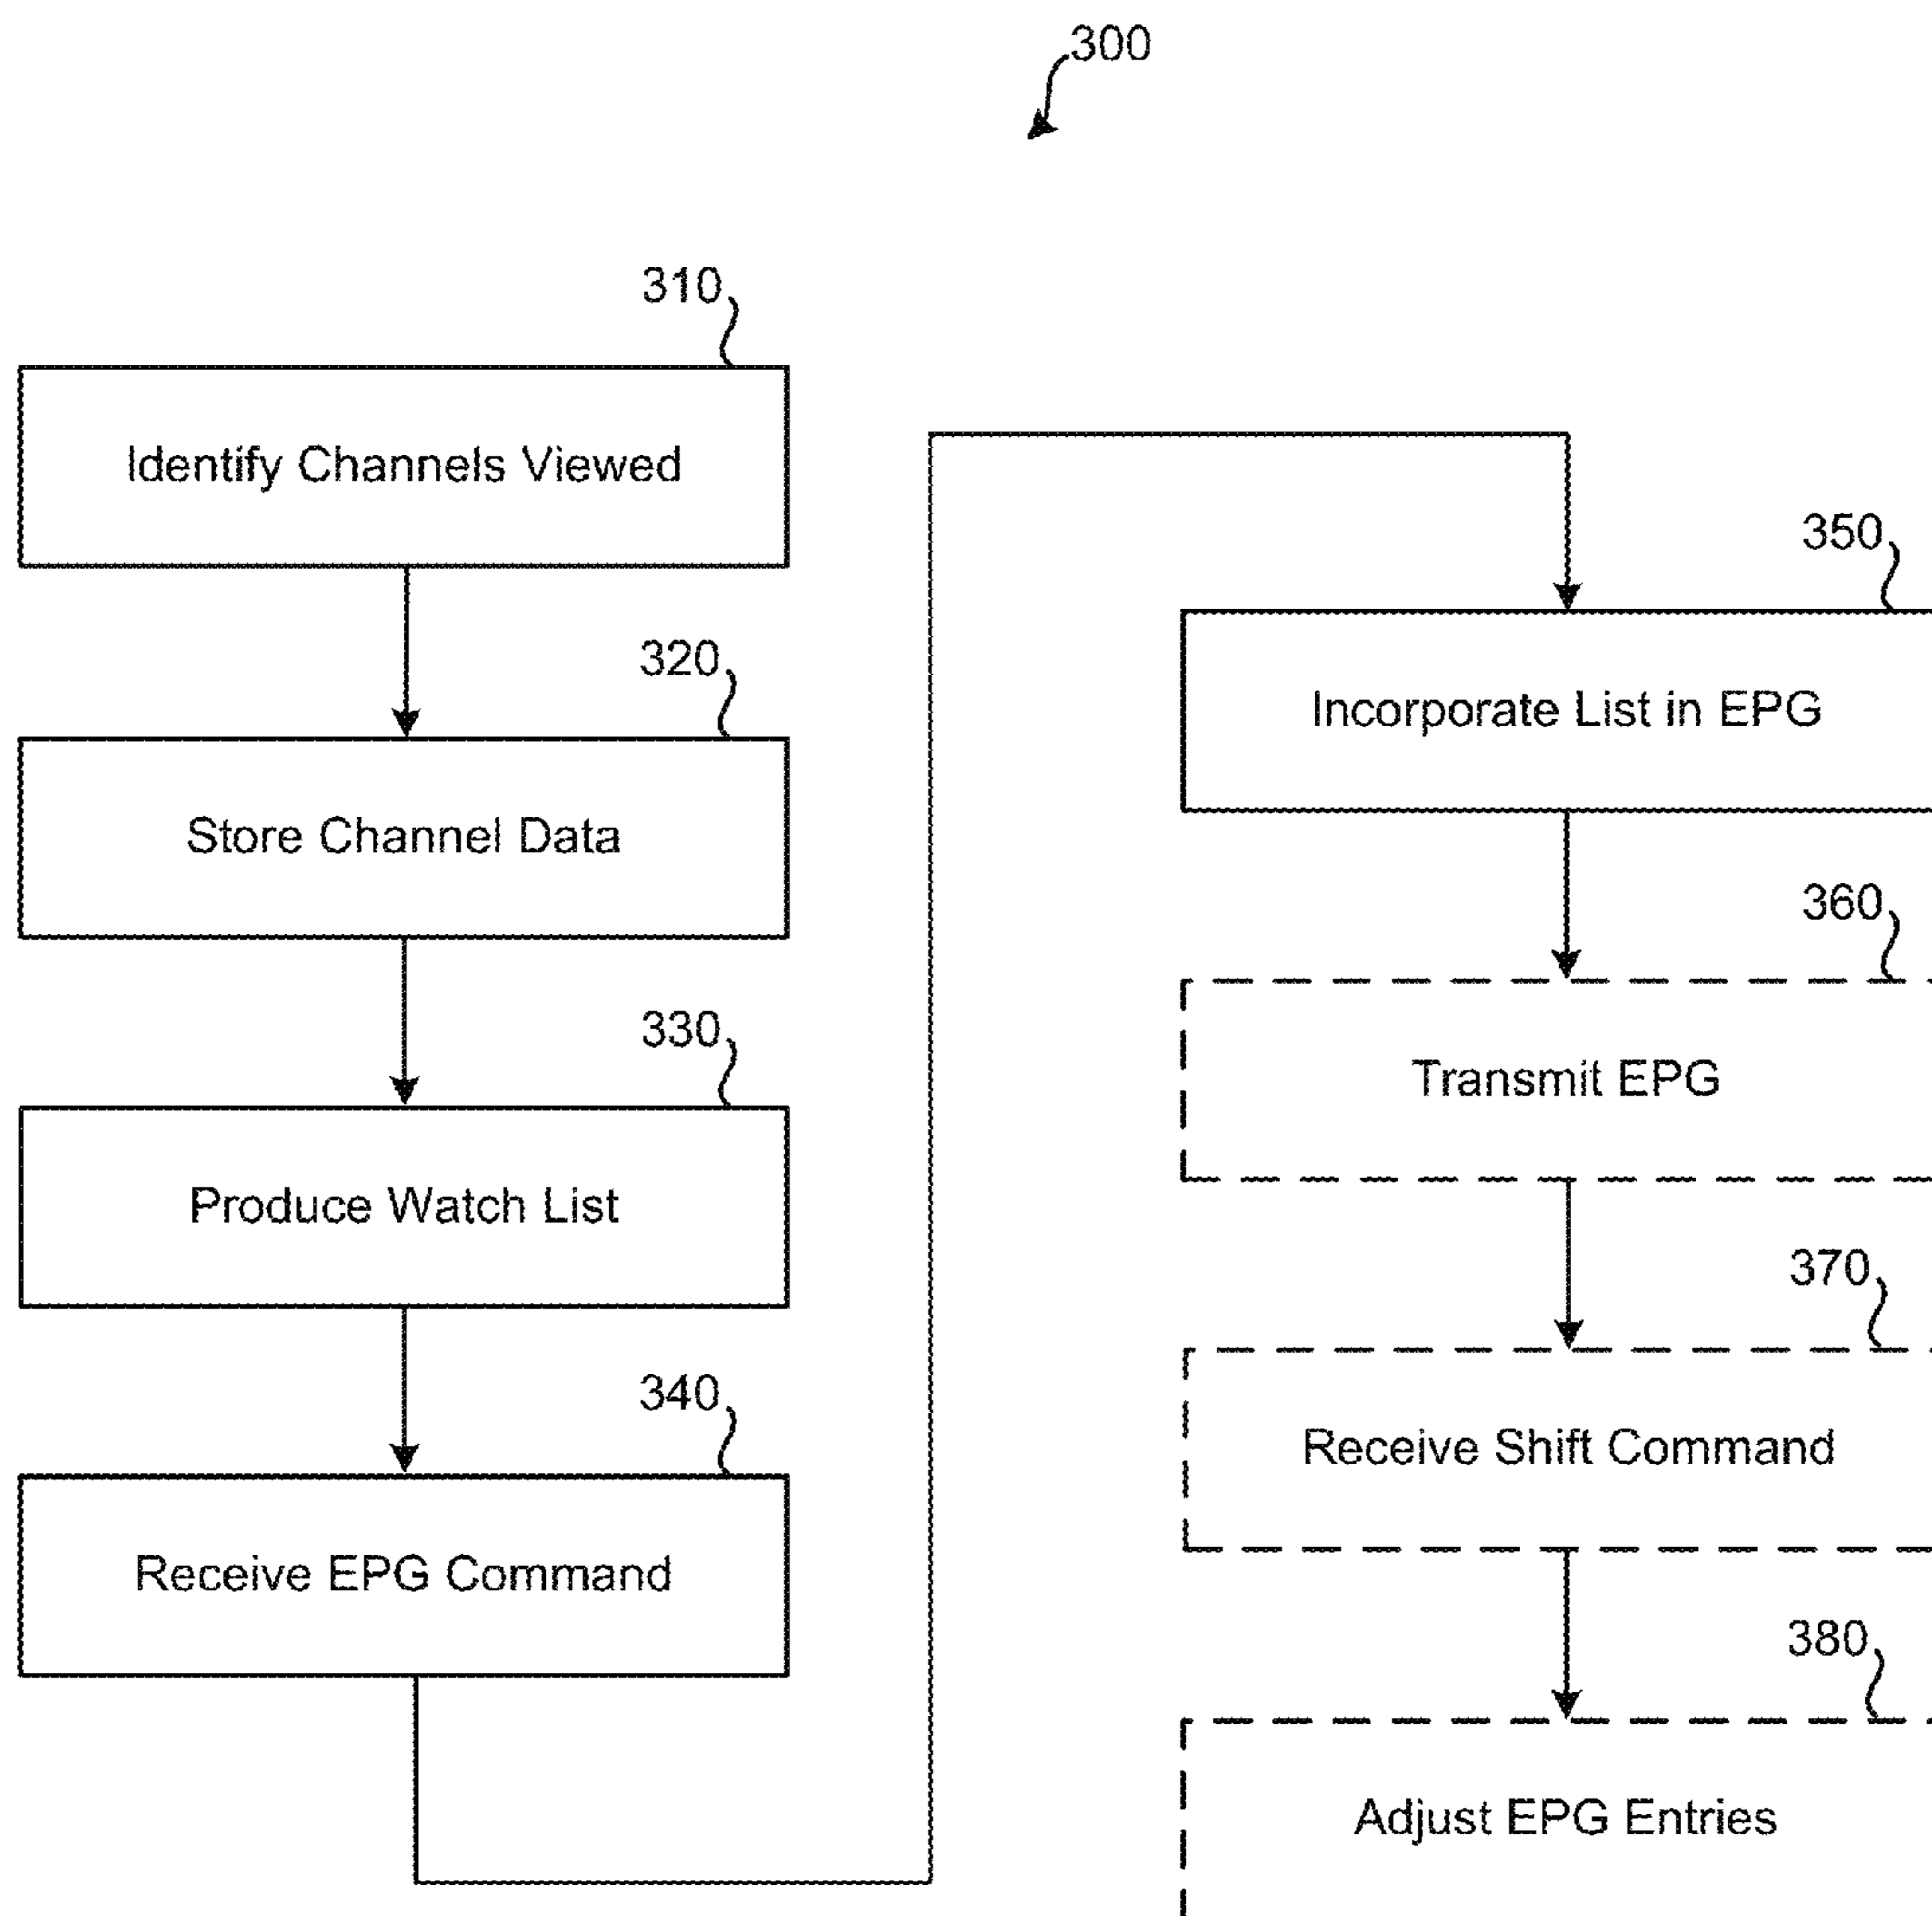 300
310
Identify Channels Viewed
320
Store Channel Data
330
Produce Watch List
340
Receive EPG Command
350
Incorporate List in EPG
360
Transmit EPG
370
Receive Shift Command
380
Adjust EPG Entries